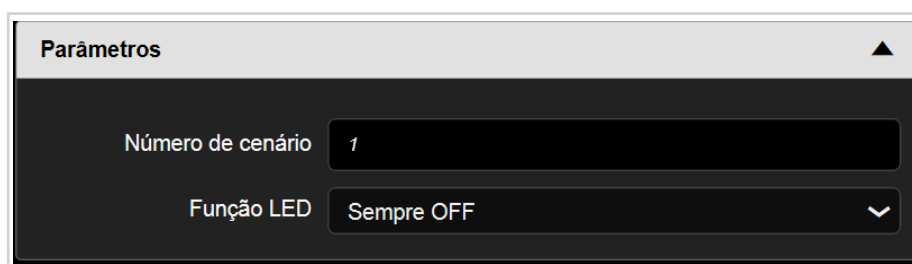 Parâmetros
Número de cenário 1
Função LED Sempre OFF